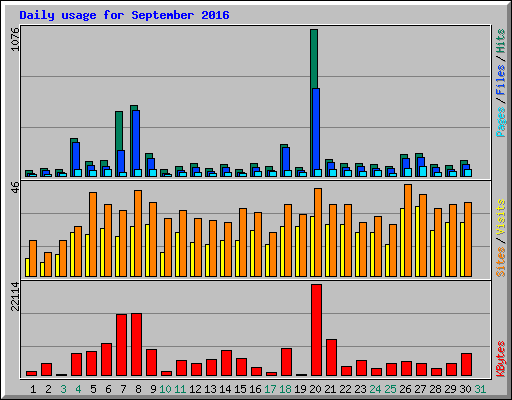 Daily usage for September 2016
1076
Pages / Files / Hits
46
Sites / Visits
22114
KBytes
1 2 3 4 5 6 7 8 9 10 11 12 13 14 15 16 17 18 19 20 21 22 23 24 25 26 27 28 29 30 31